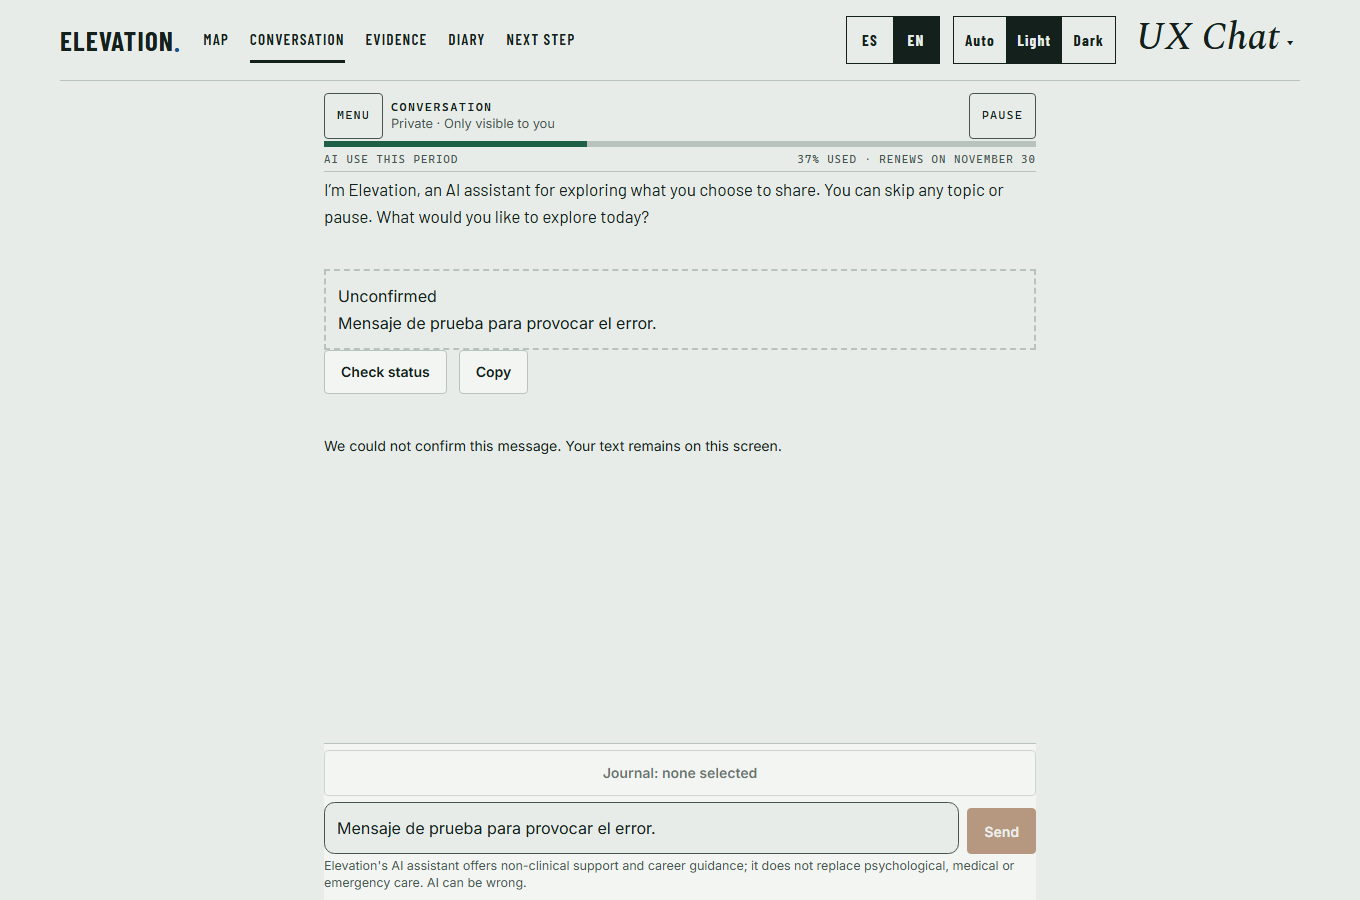 ELEVATION. MAP CONVERSATION EVIDENCE DIARY NEXT STEP ES EN Auto Light Dark UX Chat
MENU CONVERSATION PAUSE
Private · Only visible to you
AI USE THIS PERIOD 37% USED · RENEWS ON NOVEMBER 30
I’m Elevation, an AI assistant for exploring what you choose to share. You can skip any topic or
pause. What would you like to explore today?
Unconfirmed
Mensaje de prueba para provocar el error.
Check status Copy
We could not confirm this message. Your text remains on this screen.
Journal: none selected
Mensaje de prueba para provocar el error. Send
Elevation's AI assistant offers non-clinical support and career guidance; it does not replace psychological, medical or
emergency care. AI can be wrong.